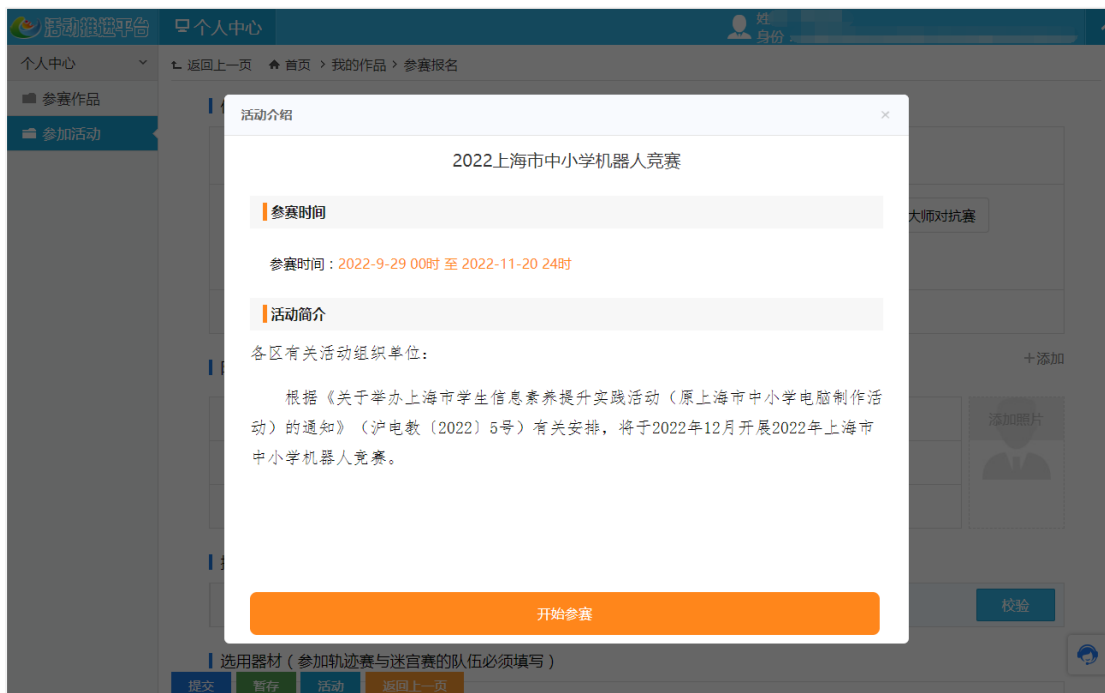 活动推进平台
个人中心
姓
身份
个人中心
返回上一页 首页 > 我的作品 > 参赛报名
参赛作品
参加活动
活动介绍
×
2022上海市中小学机器人竞赛
参赛时间
参赛时间：2022-9-29 00时 至 2022-11-20 24时
大师对抗赛
活动简介
各区有关活动组织单位：
根据《关于举办上海市学生信息素养提升实践活动（原上海市中小学电脑制作活
动）的通知》（沪电教〔2022〕5号）有关安排，将于2022年12月开展2022年上海市
中小学机器人竞赛。
+添加
添加照片
开始参赛
校验
选用器材（参加轨迹赛与迷宫赛的队伍必须填写）
提交 暂存 活动 返回上一页